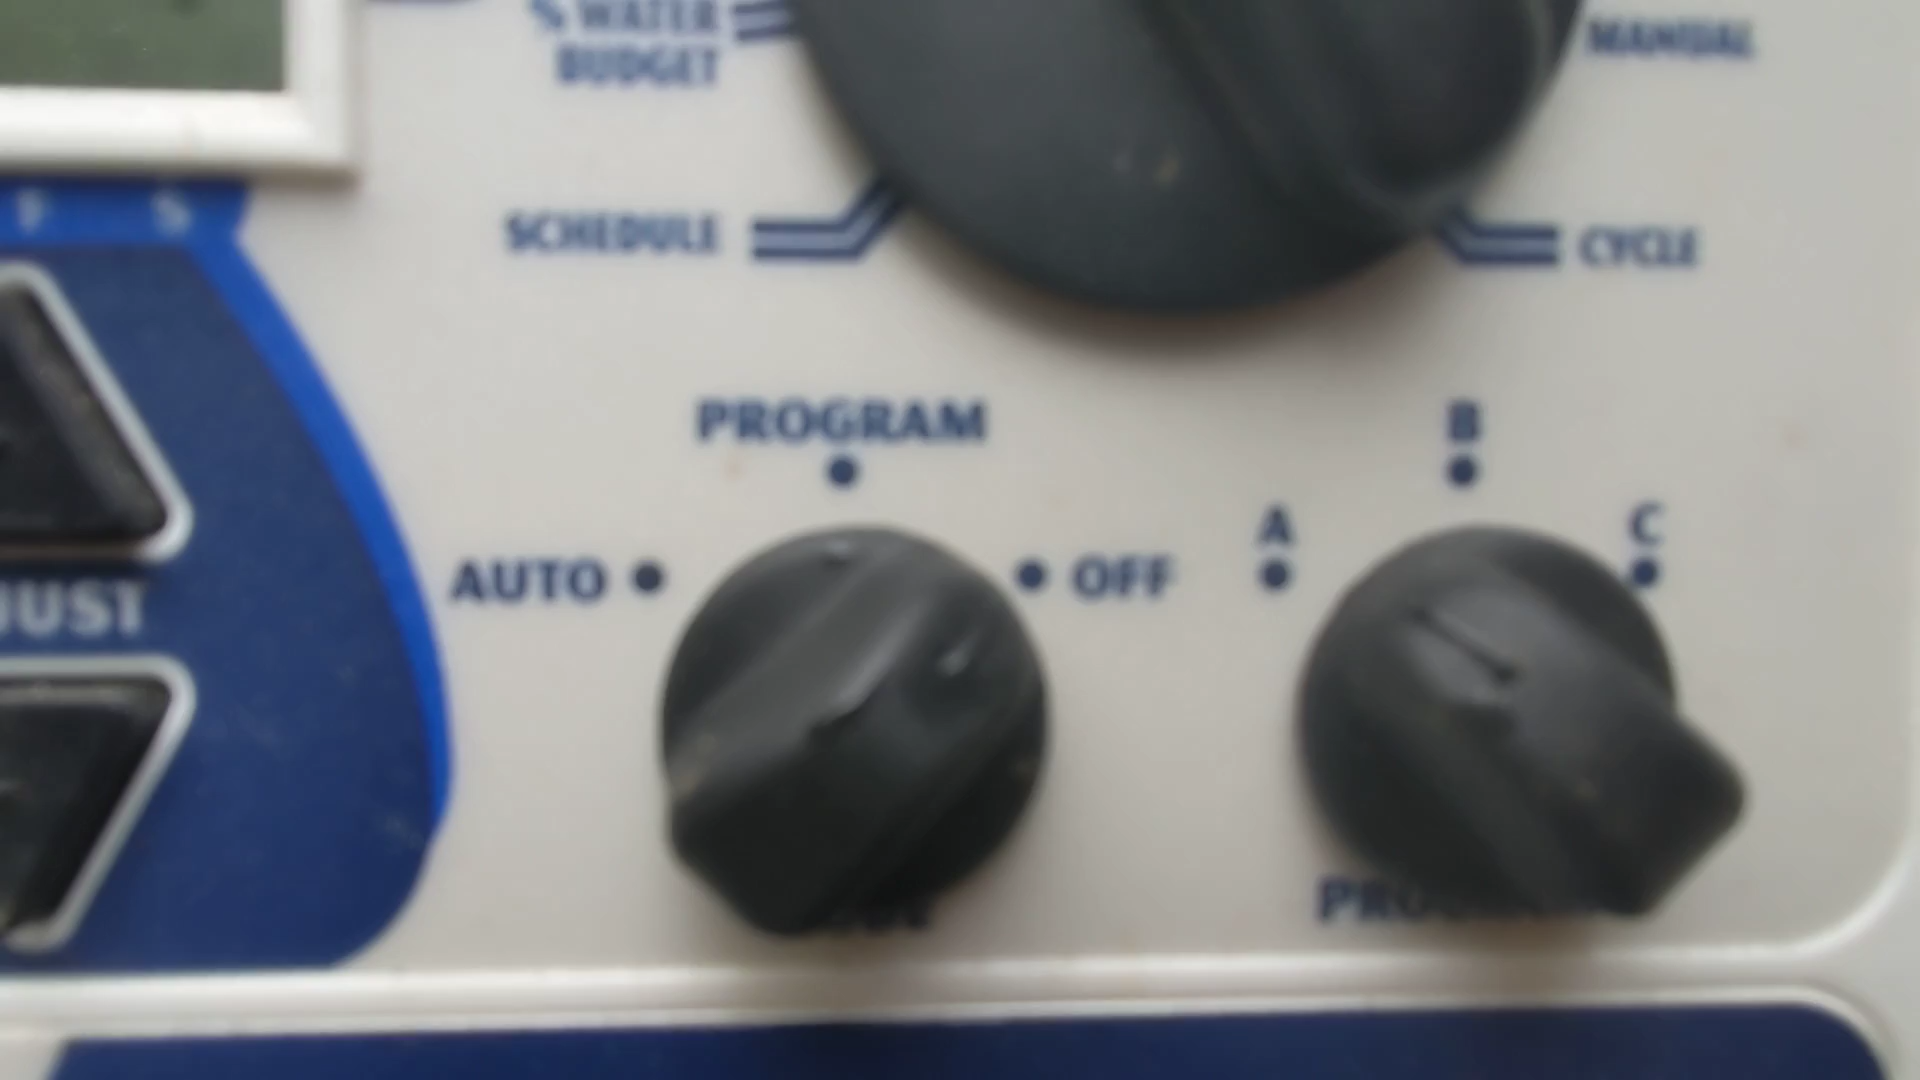 % WATER
BUDGET
MANUAL
F S
SCHEDULE
CYCLE
PROGRAM
B
A
C
AUTO
OFF